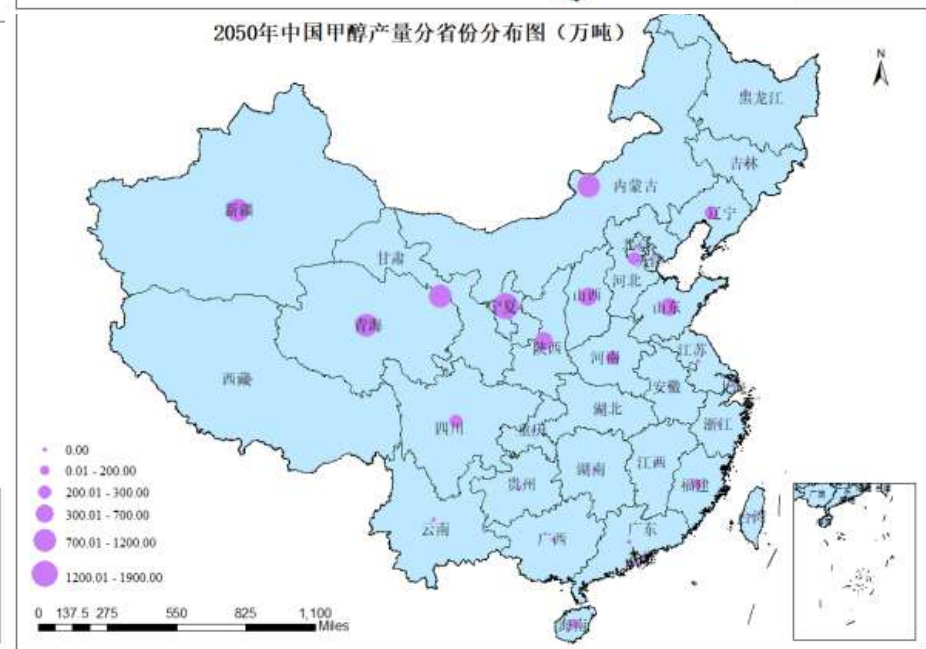 2050年中国甲醇产量分省份分布图（万吨）
N
黑龙江
吉林
内蒙古
辽宁
新疆
甘肃
河北
宁夏
山西
山东
青海
陕西
河南
江苏
西藏
安徽
湖北
四川
重庆
浙江
湖南
江西
贵州
福建
云南
广西
广东
台湾
海南
0.00
0.01 - 200.00
200.01 - 300.00
300.01 - 700.00
700.01 - 1200.00
1200.01 - 1900.00
0 137.5 275 550 825 1,100
Miles